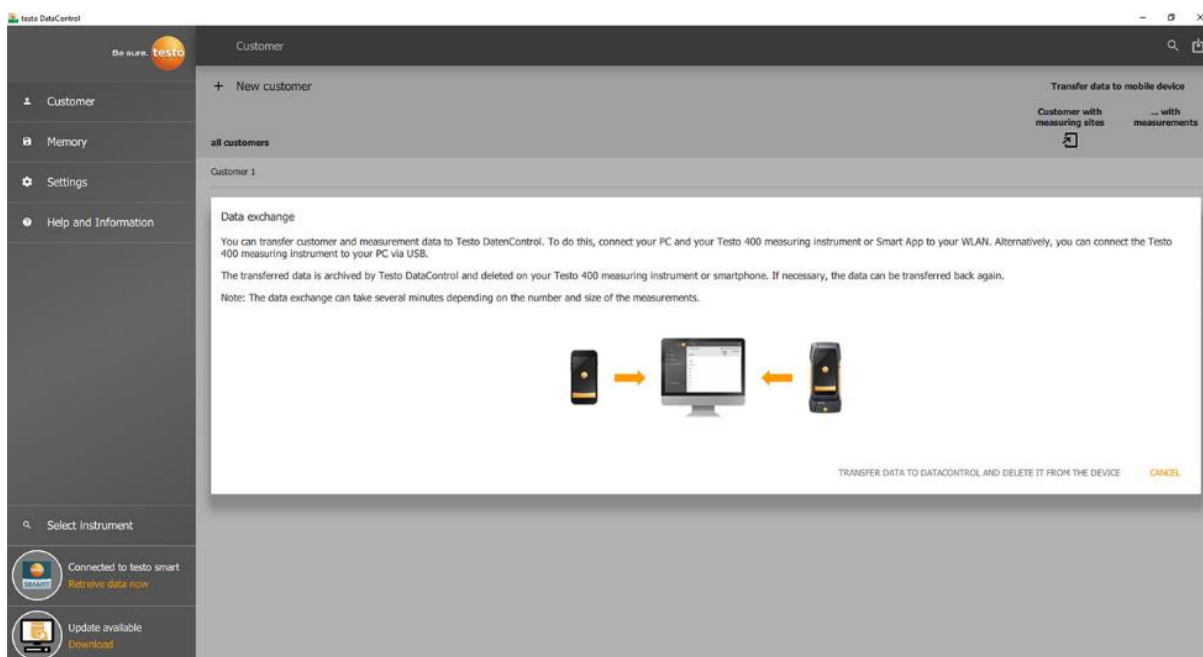 testo DataControl
Be sure. testo
Customer
Customer
Memory
Settings
Help and Information
+ New customer
Transfer data to mobile device
Customer with
measuring sites
... with
measurements
all customers
Customer 1
Data exchange
You can transfer customer and measurement data to Testo DatenControl. To do this, connect your PC and your Testo 400 measuring instrument or Smart App to your WLAN. Alternatively, you can connect the Testo
400 measuring instrument to your PC via USB.
The transferred data is archived by Testo DataControl and deleted on your Testo 400 measuring instrument or smartphone. If necessary, the data can be transferred back again.
Note: The data exchange can take several minutes depending on the number and size of the measurements.
TRANSFER DATA TO DATACONTROL AND DELETE IT FROM THE DEVICE
CANCEL
Select instrument
SMART
Connected to testo smart
Retreive data now
Update available
Download